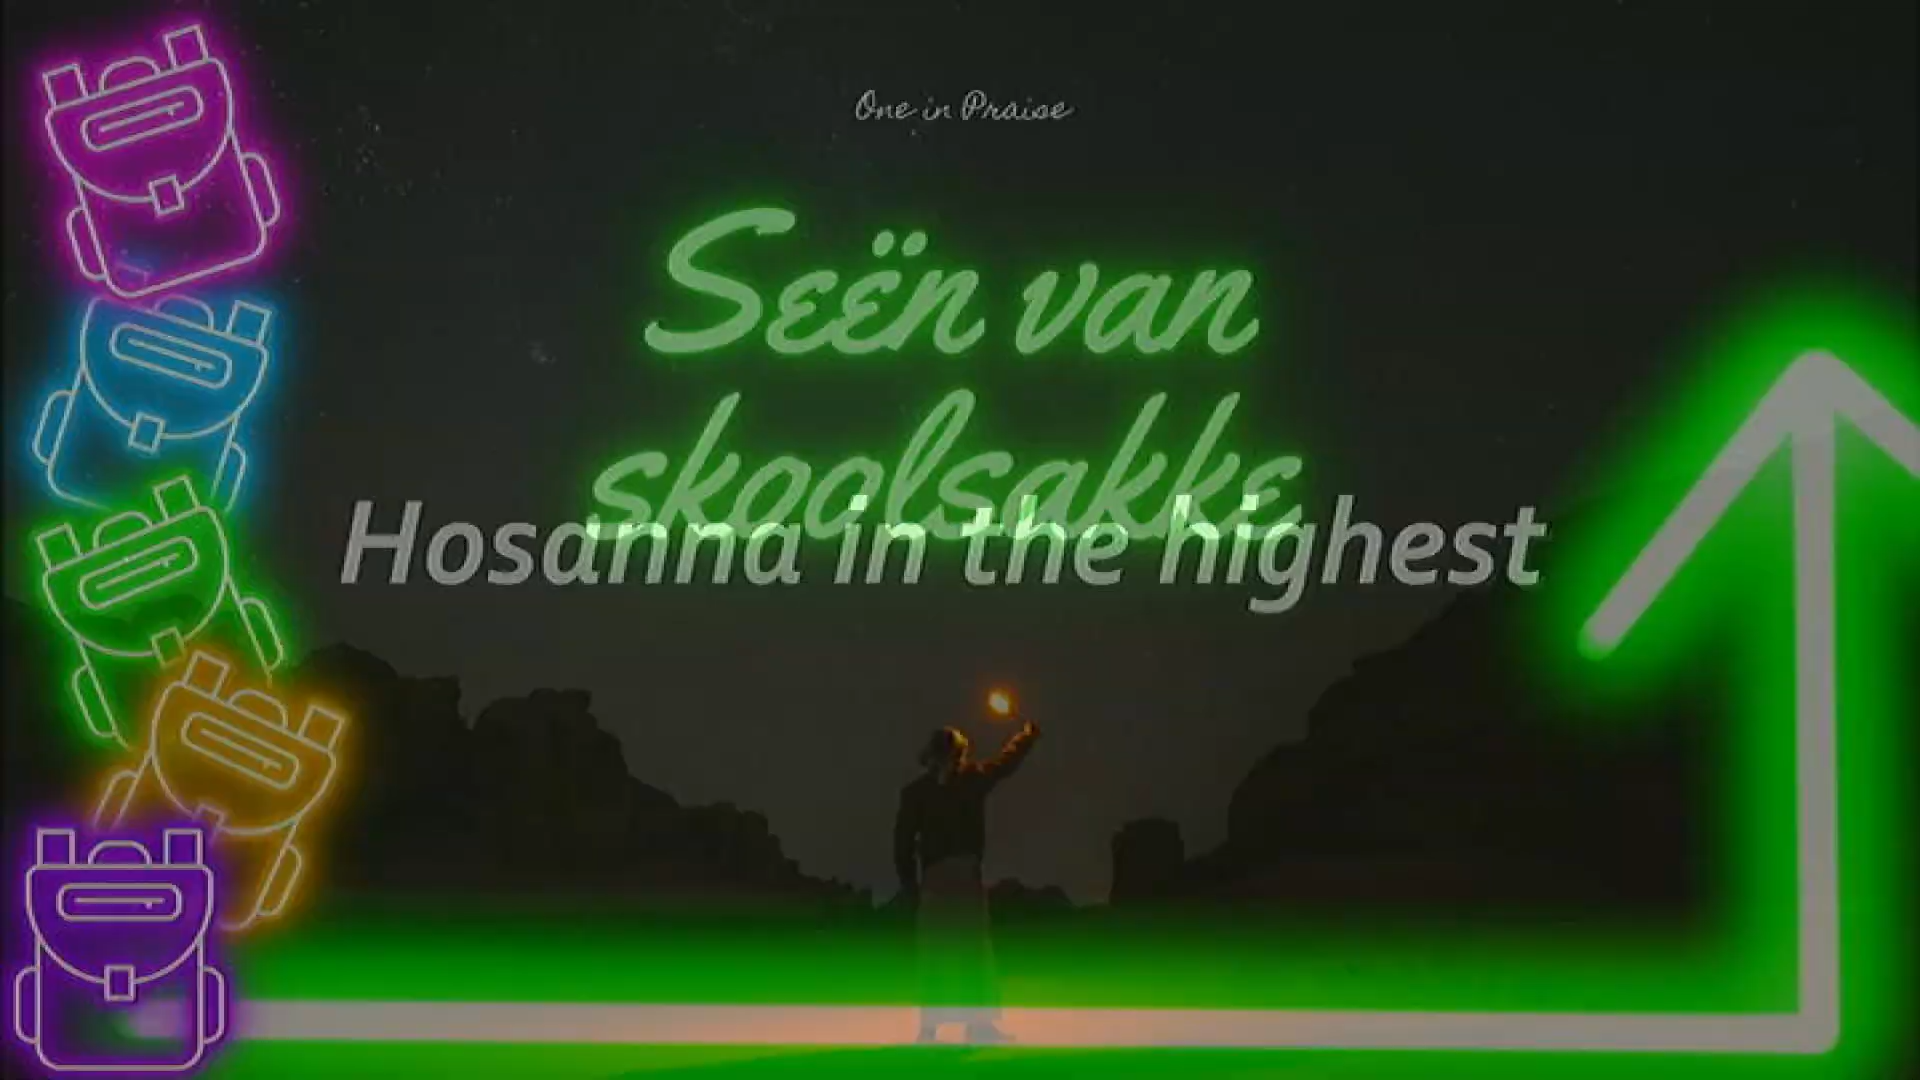 One in Praise
Seën van
skoolsakke
Hosanna in the highest